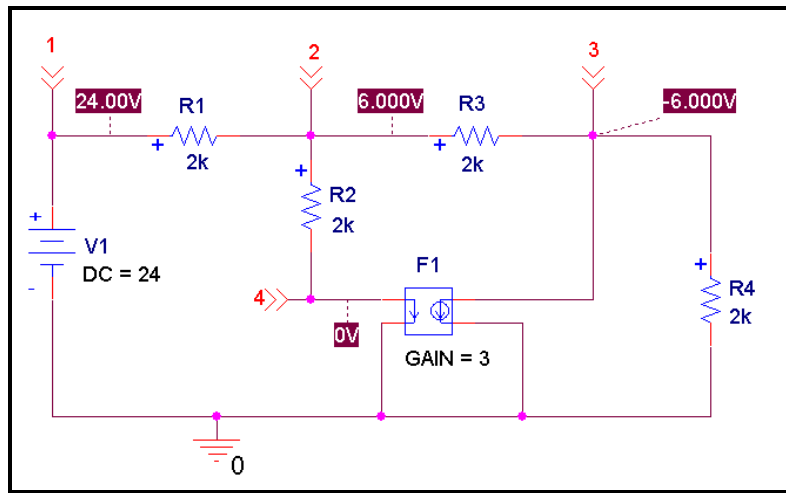 1
2
3
24.00V
R1
2k
6.000V
R3
2k
-6.000V
R2
2k
V1
DC = 24
F1
4
0V
GAIN = 3
R4
2k
0